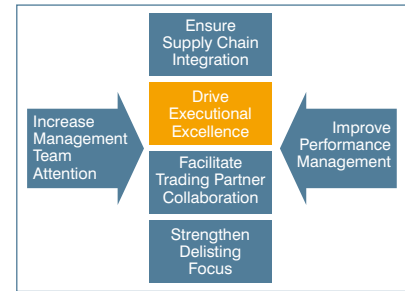 Ensure
Supply Chain
Integration
Drive
Executional
Excellence
Increase
Management
Team
Attention
Improve
Performance
Management
Facilitate
Trading Partner
Collaboration
Strengthen
Delisting
Focus